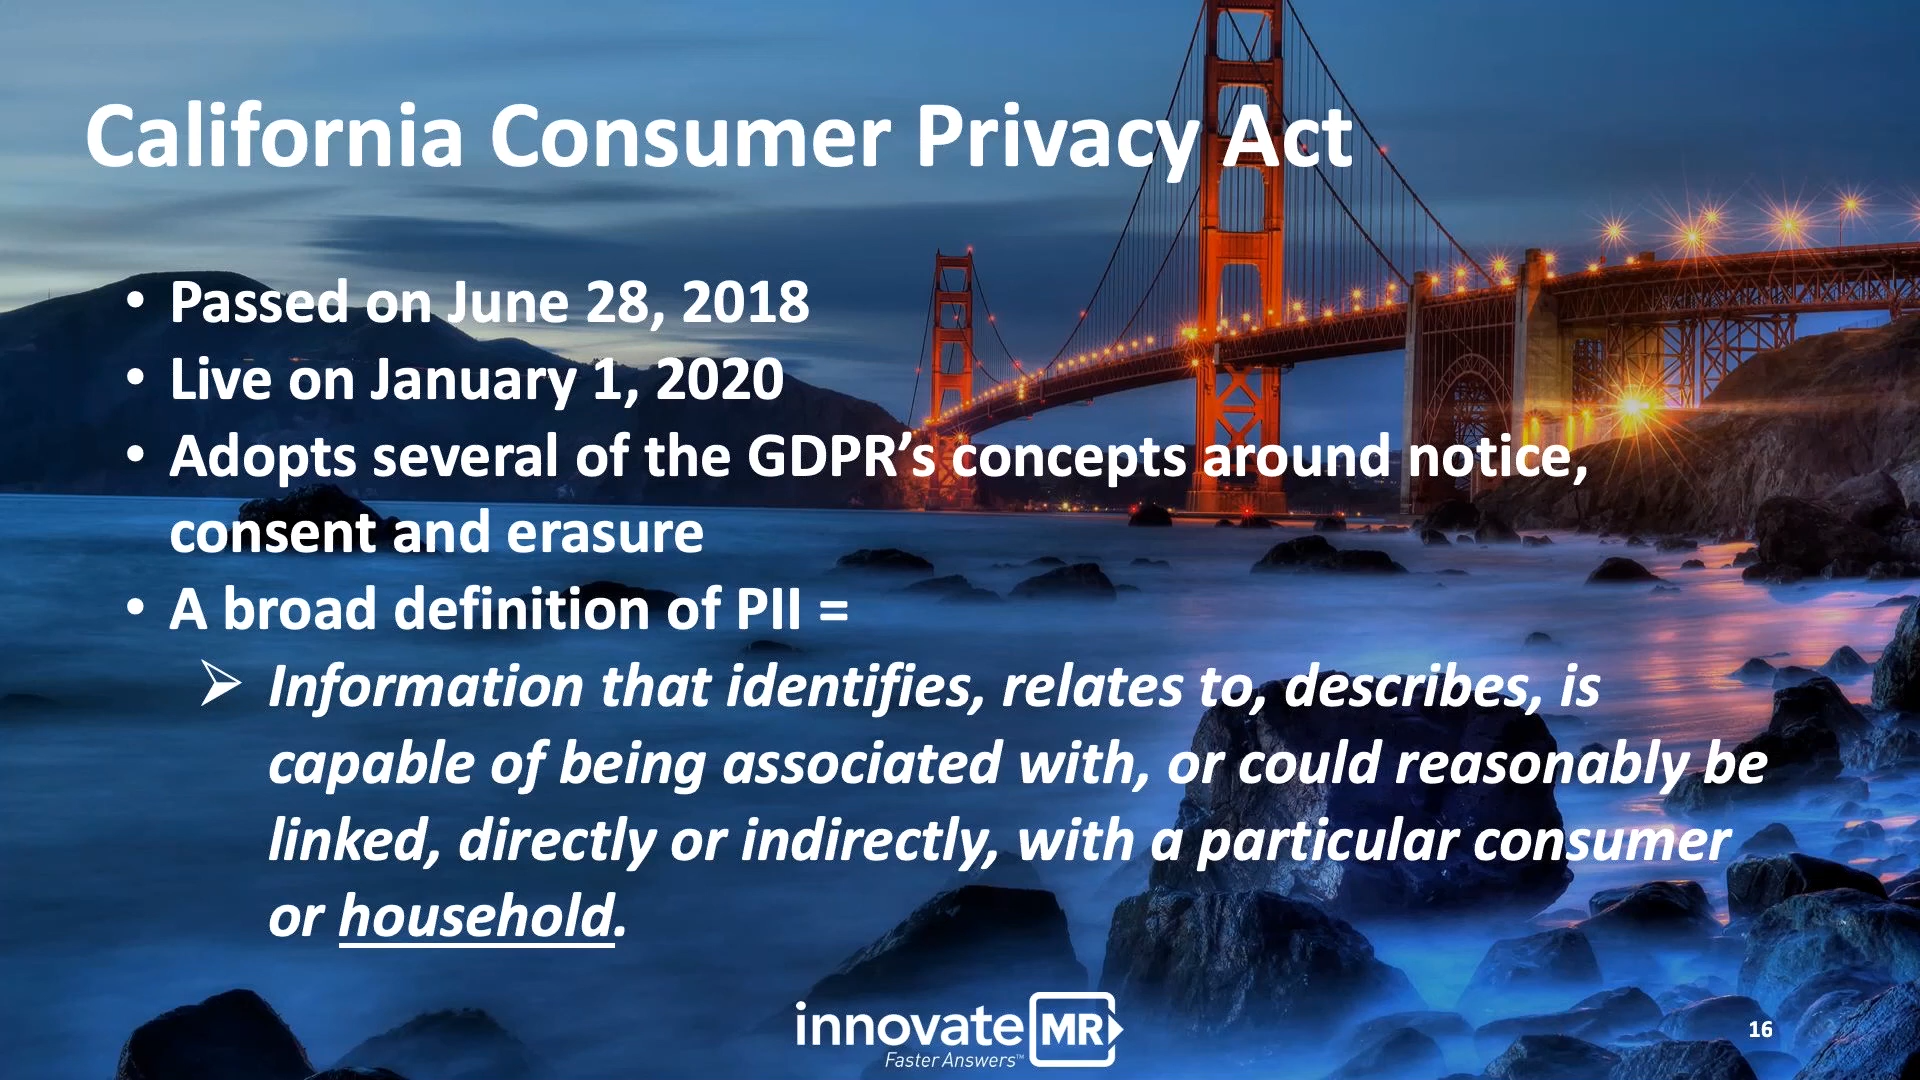 California Consumer Privacy Act
• Passed on June 28, 2018
• Live on January 1, 2020
• Adopts several of the GDPR’s concepts around notice,
consent and erasure
• A broad definition of PII =
➢ Information that identifies, relates to, describes, is
capable of being associated with, or could reasonably be
linked, directly or indirectly, with a particular consumer
or household.
innovate MR
Faster Answers™
16